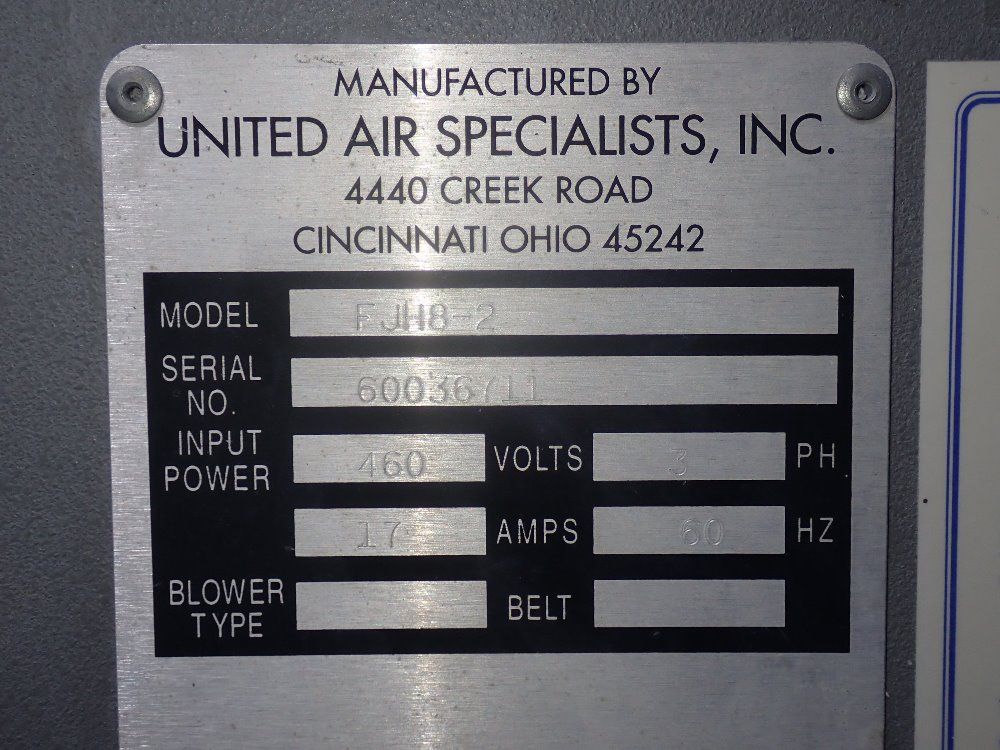 MANUFACTURED BY
UNITED AIR SPECIALISTS, INC.
4440 CREEK ROAD
CINCINNATI OHIO 45242
MODEL FJH8-2
SERIAL NO. 60036711
INPUT POWER 460 VOLTS 3 PH
17 AMPS 60 HZ
BLOWER TYPE BELT